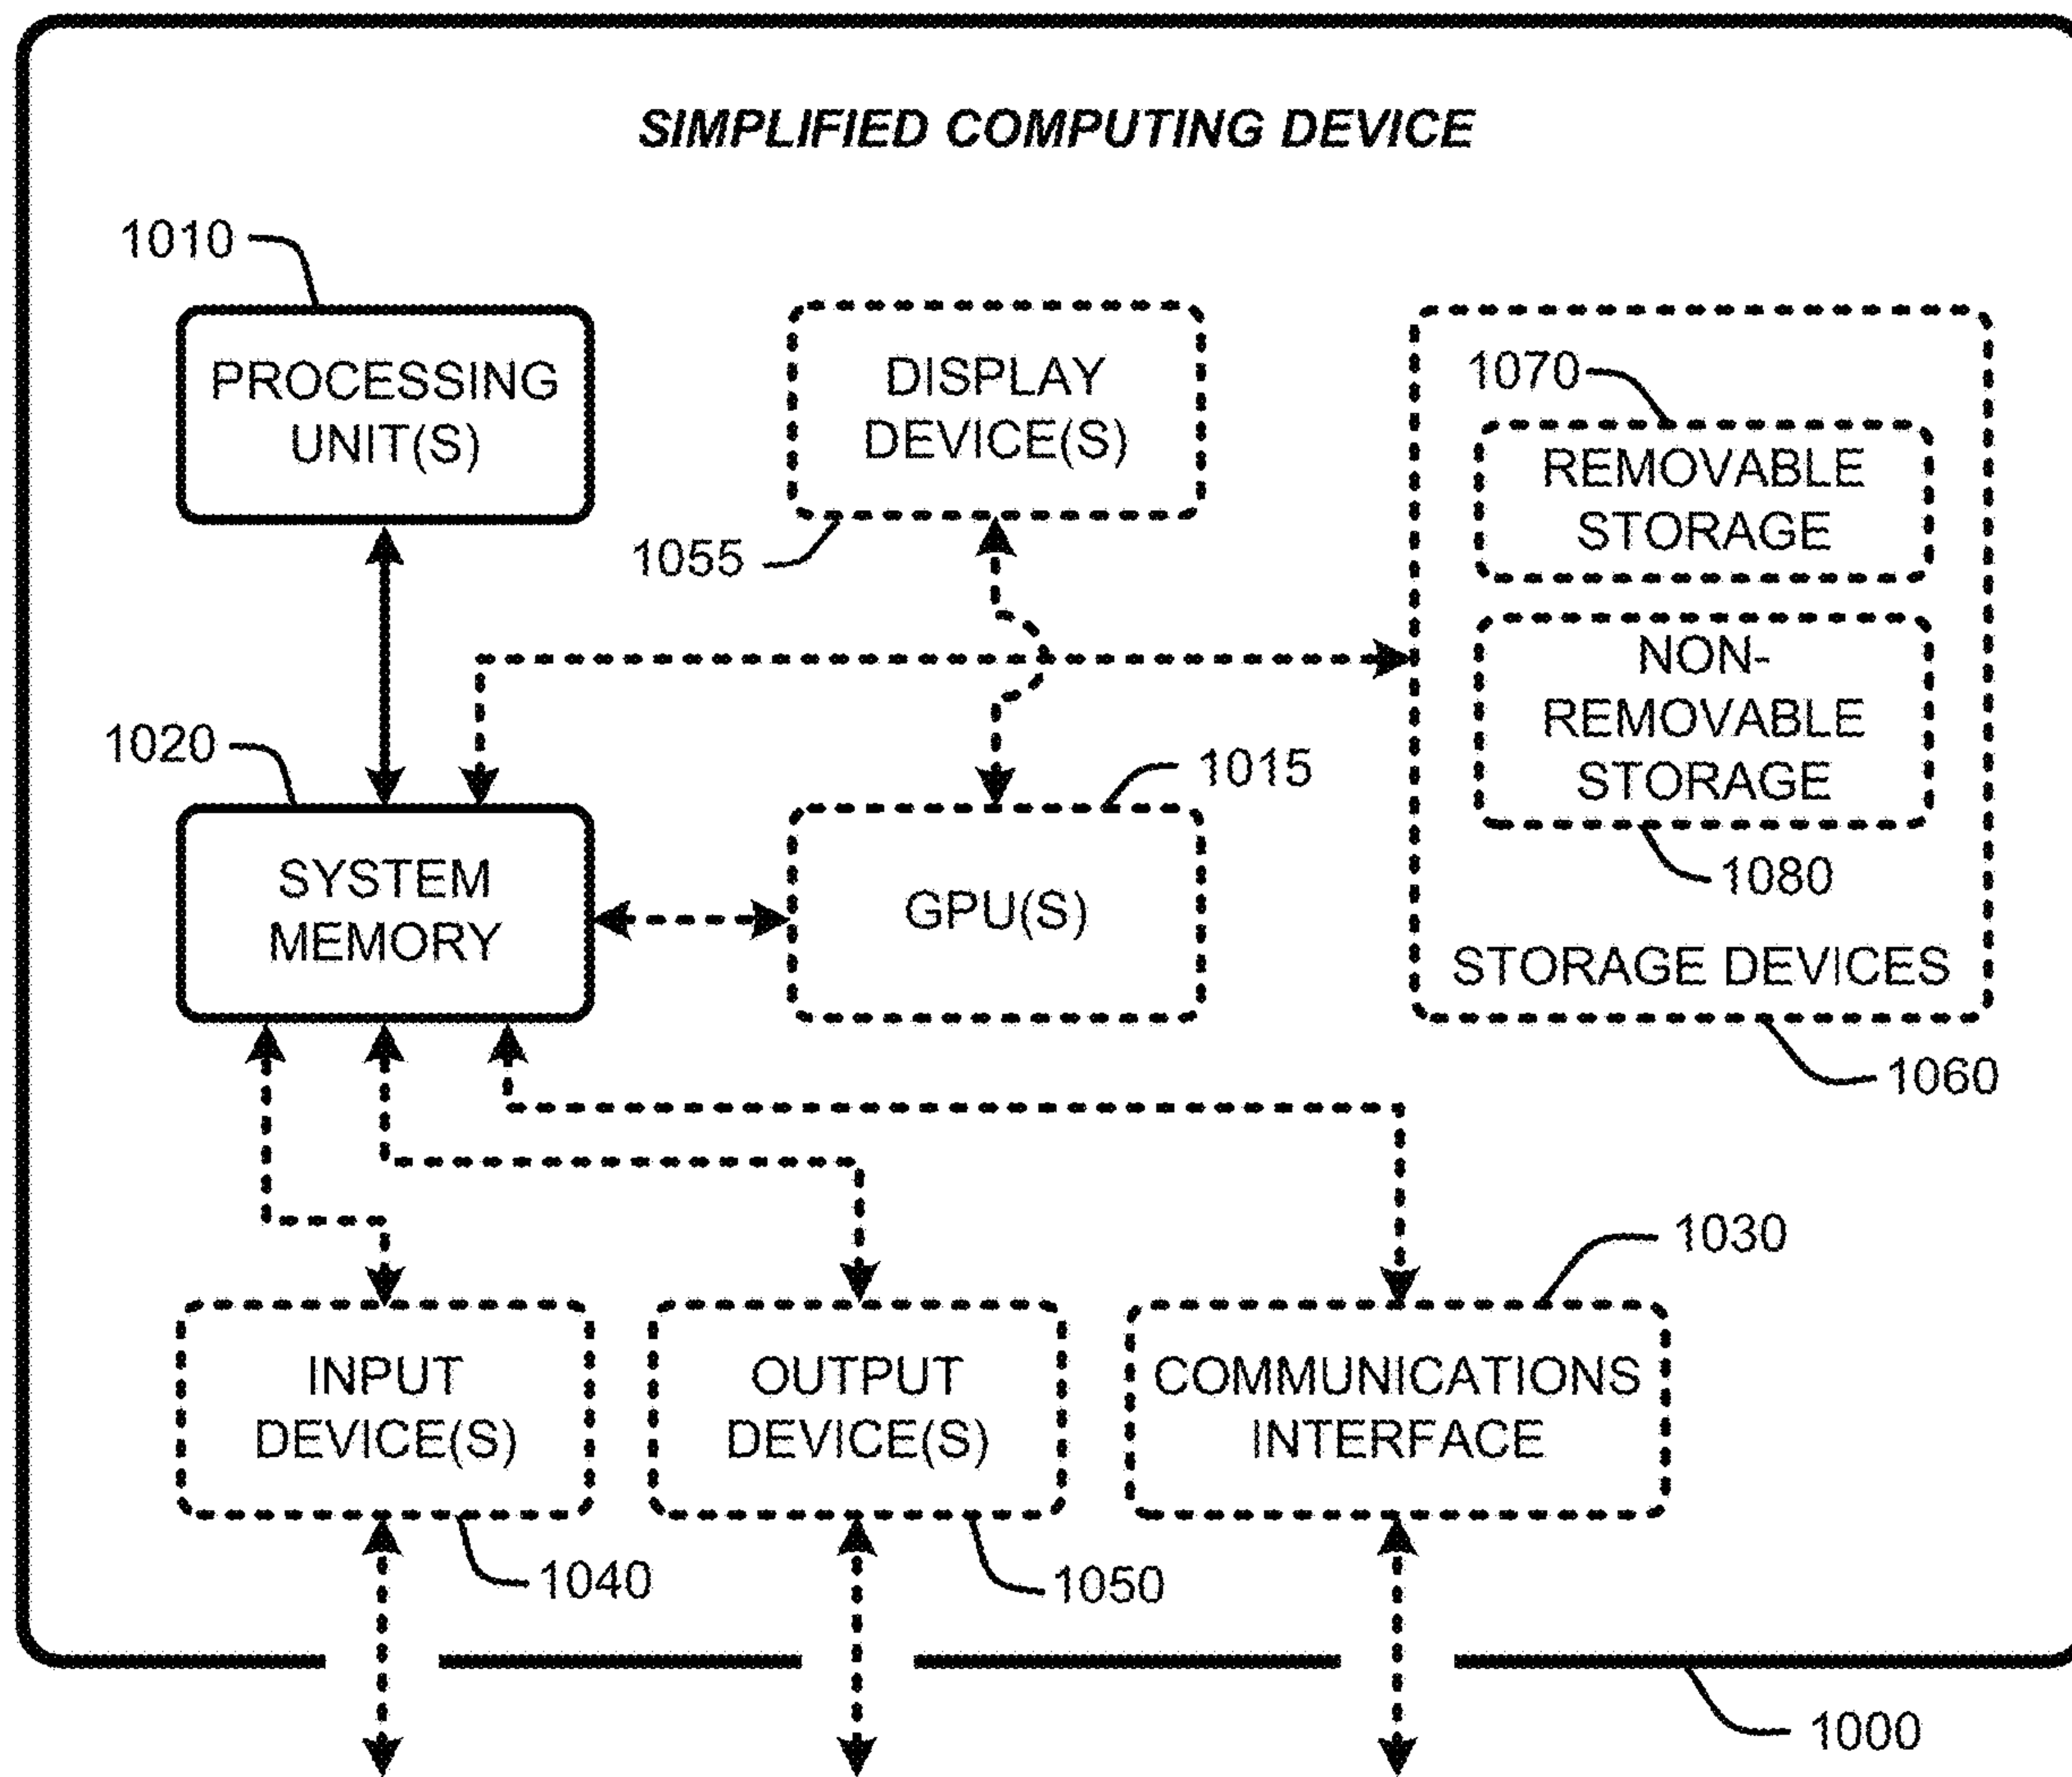 SIMPLIFIED COMPUTING DEVICE
1010
PROCESSING
UNIT(S)
DISPLAY
DEVICE(S)
1055
1070
REMOVABLE
STORAGE
NON-
REMOVABLE
STORAGE
1080
STORAGE DEVICES
1060
1020
SYSTEM
MEMORY
1015
GPU(S)
1030
INPUT
DEVICE(S)
1040
OUTPUT
DEVICE(S)
1050
COMMUNICATIONS
INTERFACE
1000